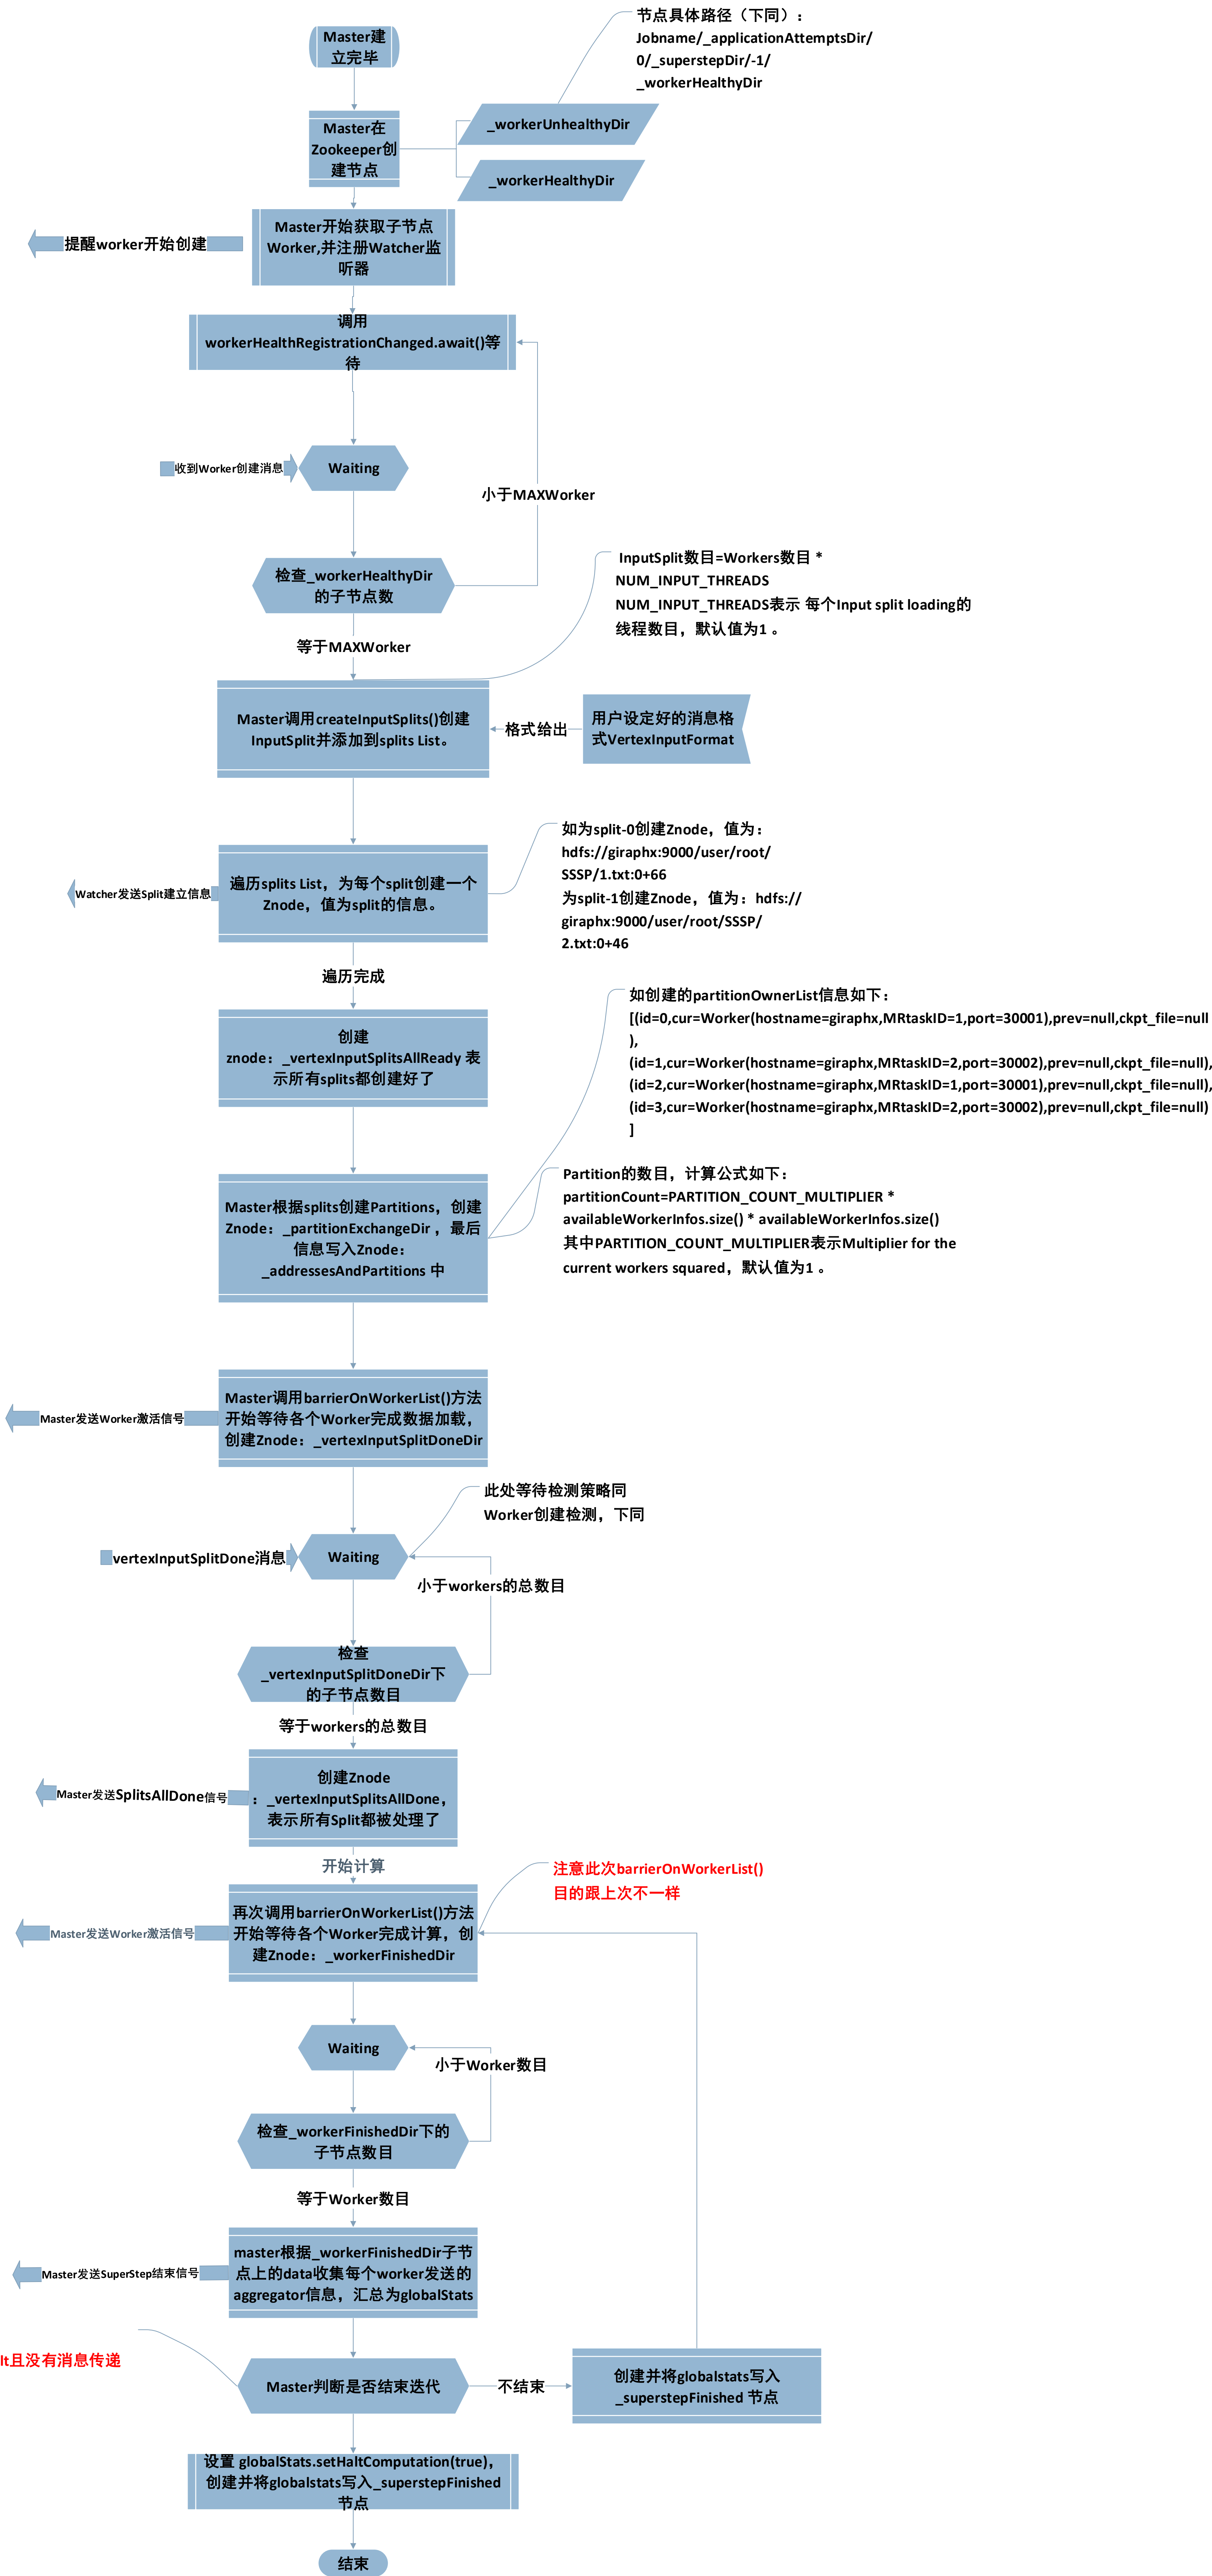 Master建
立完毕
节点具体路径（下同）：
Jobname/_applicationAttemptsDir/
0/_superstepDir/-1/
_workerHealthyDir
Master在
Zookeeper创
建节点
_workerUnhealthyDir
_workerHealthyDir
Master开始获取子节点
Worker,并注册Watcher监
听器
提醒worker开始创建
调用
workerHealthRegistrationChanged.await()等
待
收到Worker创建消息
Waiting
小于MAXWorker
检查_workerHealthyDir
的子节点数
InputSplit数目=Workers数目 *
NUM_INPUT_THREADS
NUM_INPUT_THREADS表示 每个Input split loading的
线程数目，默认值为1 。
等于MAXWorker
Master调用createInputSplits()创建
InputSplit并添加到splits List。
格式给出
用户设定好的消息格
式VertexInputFormat
Watcher发送Split建立信息
遍历splits List，为每个split创建一个
Znode，值为split的信息。
如为split-0创建Znode，值为：
hdfs://giraphx:9000/user/root/
SSSP/1.txt:0+66
为split-1创建Znode，值为：hdfs://
giraphx:9000/user/root/SSSP/
2.txt:0+46
遍历完成
创建
znode：_vertexInputSplitsAllReady 表
示所有splits都创建好了
如创建的partitionOwnerList信息如下：
[(id=0,cur=Worker(hostname=giraphx,MRtaskID=1,port=30001),prev=null,ckpt_file=null
),
(id=1,cur=Worker(hostname=giraphx,MRtaskID=2,port=30002),prev=null,ckpt_file=null),
(id=2,cur=Worker(hostname=giraphx,MRtaskID=1,port=30001),prev=null,ckpt_file=null),
(id=3,cur=Worker(hostname=giraphx,MRtaskID=2,port=30002),prev=null,ckpt_file=null)
]
Master根据splits创建Partitions，创建
Znode：_partitionExchangeDir ，最后
信息写入Znode：
_addressesAndPartitions 中
Partition的数目，计算公式如下：
partitionCount=PARTITION_COUNT_MULTIPLIER *
availableWorkerInfos.size() * availableWorkerInfos.size()
其中PARTITION_COUNT_MULTIPLIER表示Multiplier for the
current workers squared，默认值为1 。
Master发送Worker激活信号
Master调用barrierOnWorkerList()方法
开始等待各个Worker完成数据加载，
创建Znode：_vertexInputSplitDoneDir
此处等待检测策略同
Worker创建检测，下同
vertexInputSplitDone消息
Waiting
小于workers的总数目
检查
_vertexInputSplitDoneDir下
的子节点数目
等于workers的总数目
Master发送SplitsAllDone信号
创建Znode
：_vertexInputSplitsAllDone，
表示所有Split都被处理了
开始计算
注意此次barrierOnWorkerList()
目的跟上次不一样
Master发送Worker激活信号
再次调用barrierOnWorkerList()方法
开始等待各个Worker完成计算，创
建Znode：_workerFinishedDir
Waiting
小于Worker数目
检查_workerFinishedDir下的
子节点数目
等于Worker数目
Master发送SuperStep结束信号
master根据_workerFinishedDir子节
点上的data收集每个worker发送的
aggregator信息，汇总为globalStats
lt且没有消息传递
Master判断是否结束迭代
不结束
创建并将globalstats写入
_superstepFinished 节点
设置 globalStats.setHaltComputation(true)，
创建并将globalstats写入_superstepFinished
节点
结束